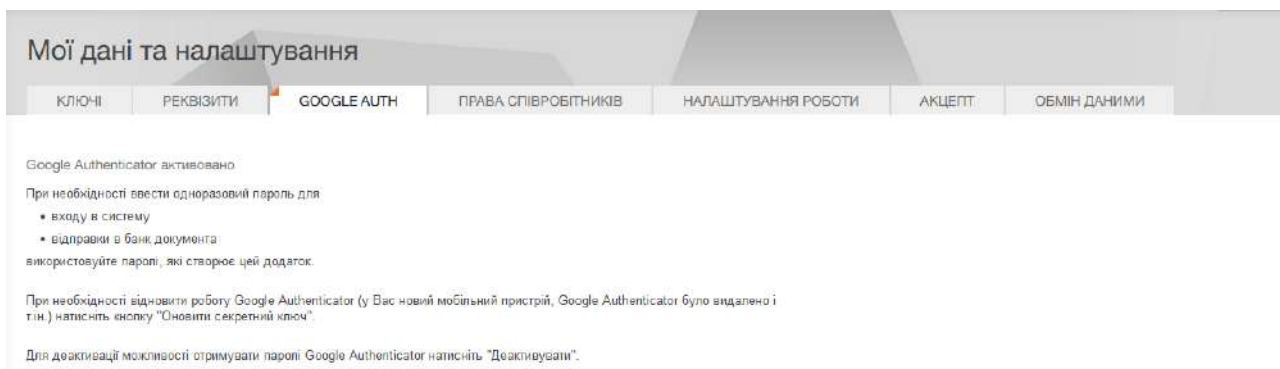 Мої дані та налаштування
КЛЮЧІ РЕКВІЗИТИ GOOGLE AUTH ПРАВА СПІВРОБІТНИКІВ НАЛАШТУВАННЯ РОБОТИ АКЦЕПТ ОБМІН ДАНИМИ
Google Authenticator активовано
При необхідності ввести одноразовий пароль для
• входу в систему
• відправки в банк документа
використовуйте паролі, які створює цей додаток.
При необхідності відновити роботу Google Authenticator (у Вас новий мобільний пристрій, Google Authenticator було видалено і
т.ін.) натисніть кнопку "Оновити секретний ключ".
Для деактивації можливості отримувати паролі Google Authenticator натисніть "Деактивувати".